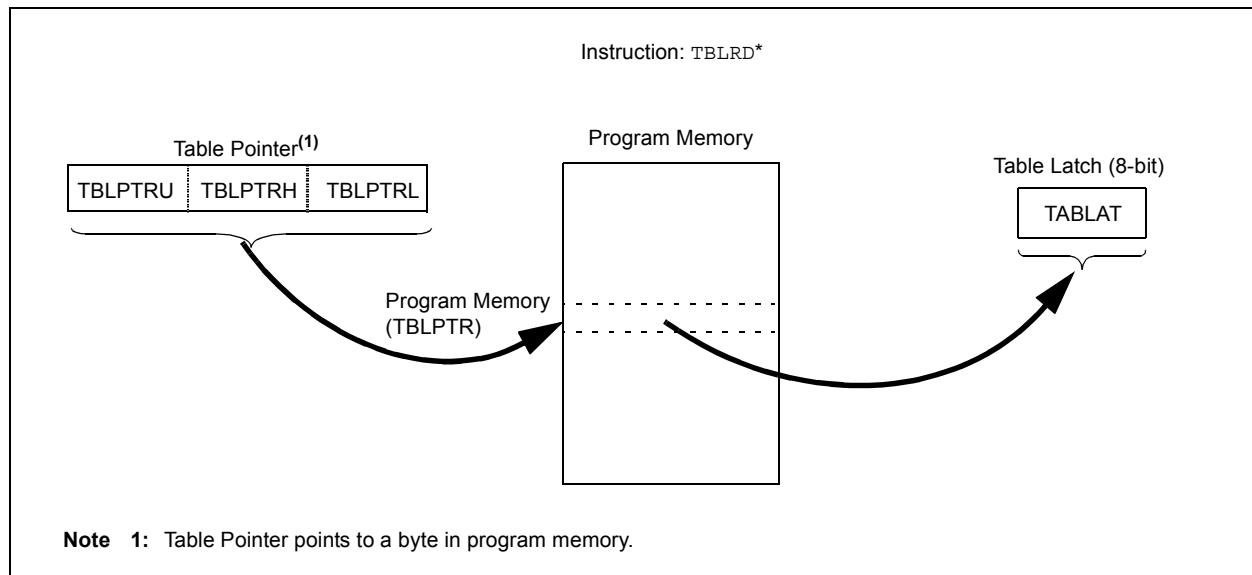 Instruction: TBLRD*
Table Pointer(1)
TBLPTRU TBLPTRH TBLPTRL
Program Memory
Table Latch (8-bit)
TABLAT
Program Memory
(TBLPTR)
Note 1: Table Pointer points to a byte in program memory.